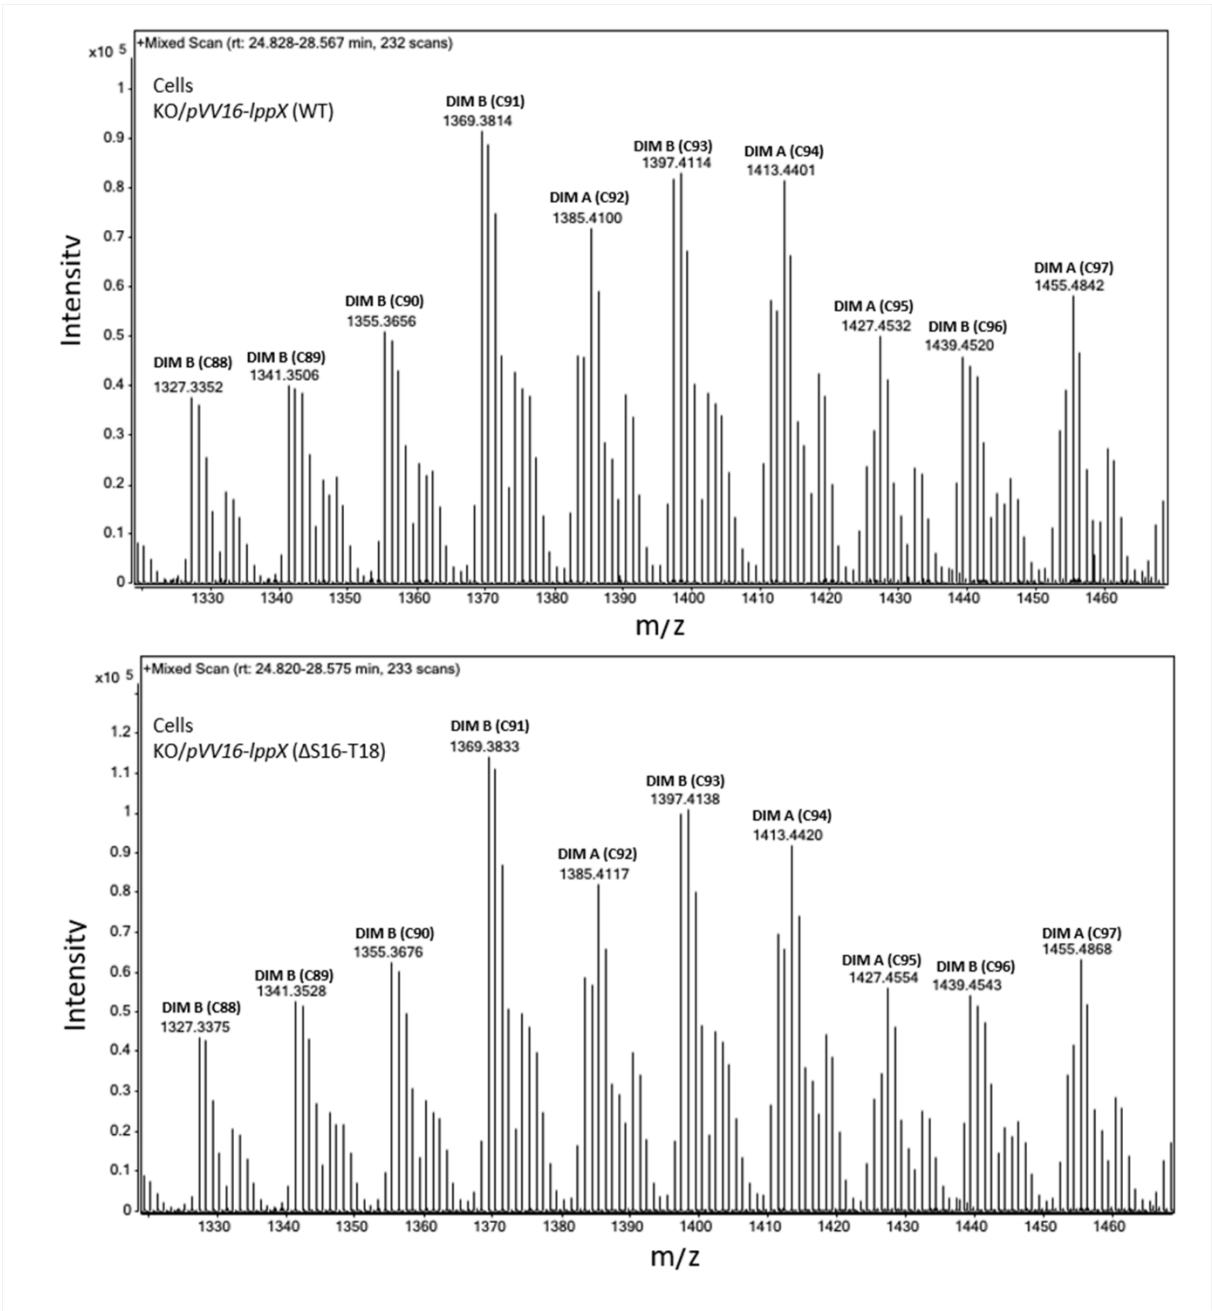 +Mixed Scan (rt: 24.828-28.567 min, 232 scans)
x10 5
Cells
KO/pVV16-lppX (WT)
Intensity
1
0.9
0.8
0.7
0.6
0.5
0.4
0.3
0.2
0.1
0
DIM B (C88)
1327.3352
DIM B (C89)
1341.3506
DIM B (C90)
1355.3656
DIM B (C91)
1369.3814
DIM A (C92)
1385.4100
DIM B (C93)
1397.4114
DIM A (C94)
1413.4401
DIM A (C95)
1427.4532
DIM B (C96)
1439.4520
DIM A (C97)
1455.4842
1330 1340 1350 1360 1370 1380 1390 1400 1410 1420 1430 1440 1450 1460
m/z
+Mixed Scan (rt: 24.820-28.575 min, 233 scans)
x10 5
Cells
KO/pVV16-lppX (ΔS16-T18)
Intensity
1.2
1.1
1
0.9
0.8
0.7
0.6
0.5
0.4
0.3
0.2
0.1
0
DIM B (C88)
1327.3375
DIM B (C89)
1341.3528
DIM B (C90)
1355.3676
DIM B (C91)
1369.3833
DIM A (C92)
1385.4117
DIM B (C93)
1397.4138
DIM A (C94)
1413.4420
DIM A (C95)
1427.4554
DIM B (C96)
1439.4543
DIM A (C97)
1455.4868
1330 1340 1350 1360 1370 1380 1390 1400 1410 1420 1430 1440 1450 1460
m/z